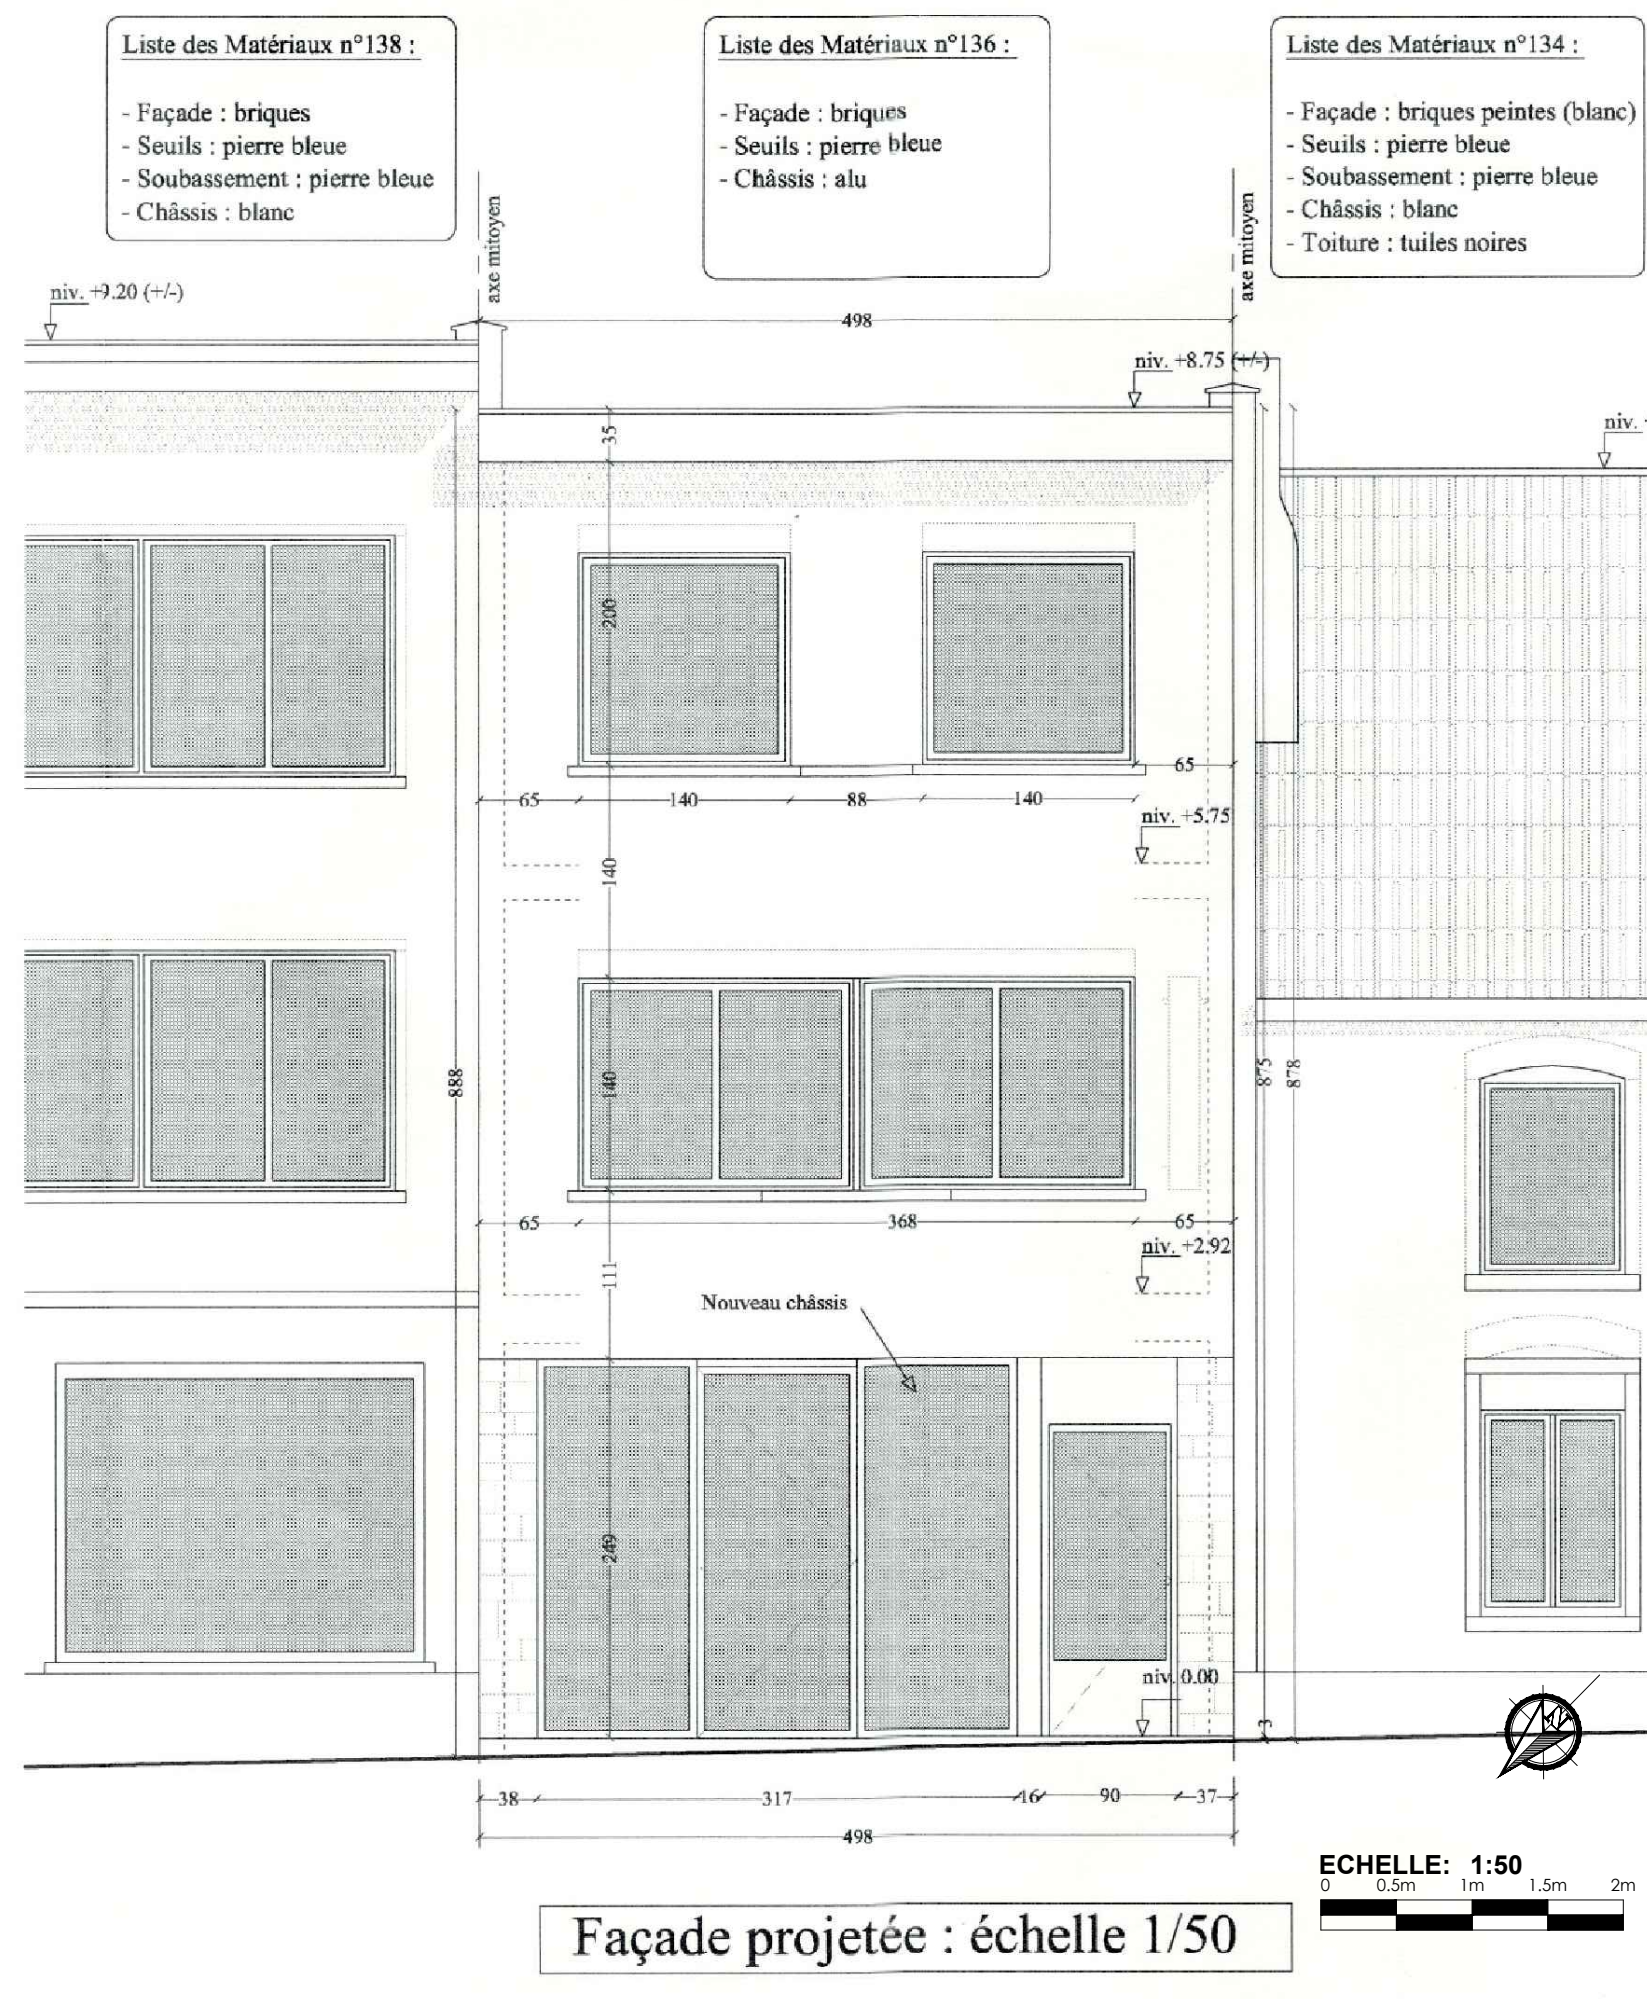 Liste des Matériaux n°138 :
- Façade : briques
- Seuils : pierre bleue
- Soubassement : pierre bleue
- Châssis : blanc
Liste des Matériaux n°136 :
- Façade : briques
- Seuils : pierre bleue
- Châssis : alu
Liste des Matériaux n°134 :
- Façade : briques peintes (blanc)
- Seuils : pierre bleue
- Soubassement : pierre bleue
- Châssis : blanc
- Toiture : tuiles noires
axe mitoyen
axe mitoyen
niv. +9.20 (+/-)
498
niv. +8.75 (+/-)
niv.
35
200
65
65 140 88 140
niv. +5.75
140
888
140
875
878
65 368 65
niv. +2.92
111
Nouveau châssis
249
niv. 0.00
3
38 317 16 90 37
498
ECHELLE: 1:50
0 0.5m 1m 1.5m 2m
Façade projetée : échelle 1/50